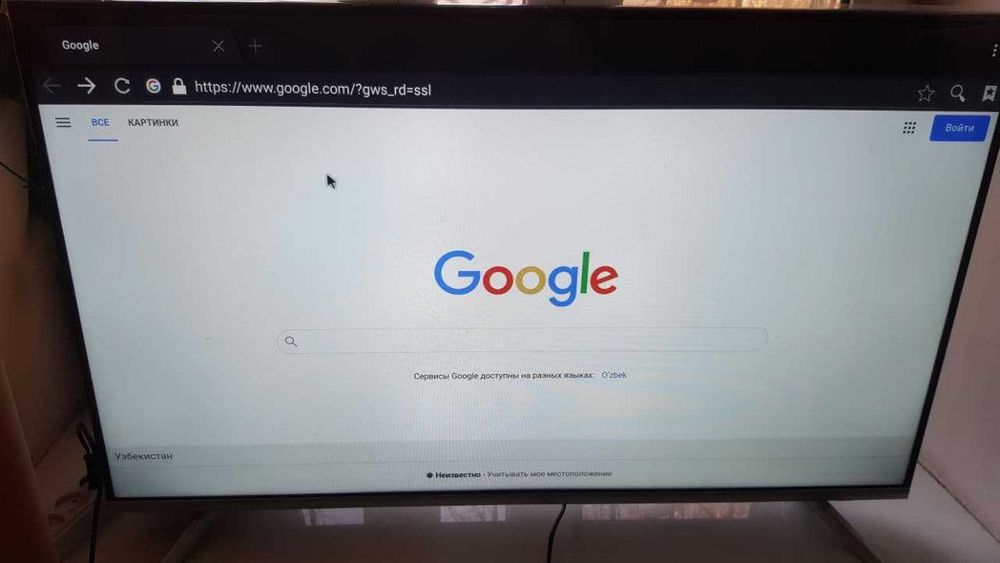 Google
https://www.google.com/?gws_rd=ssl
ВСЕ КАРТИНКИ
Войти
Google
Сервисы Google доступны на разных языках: O'zbek
Узбекистан
Неизвестно - Учитывать мое местоположение